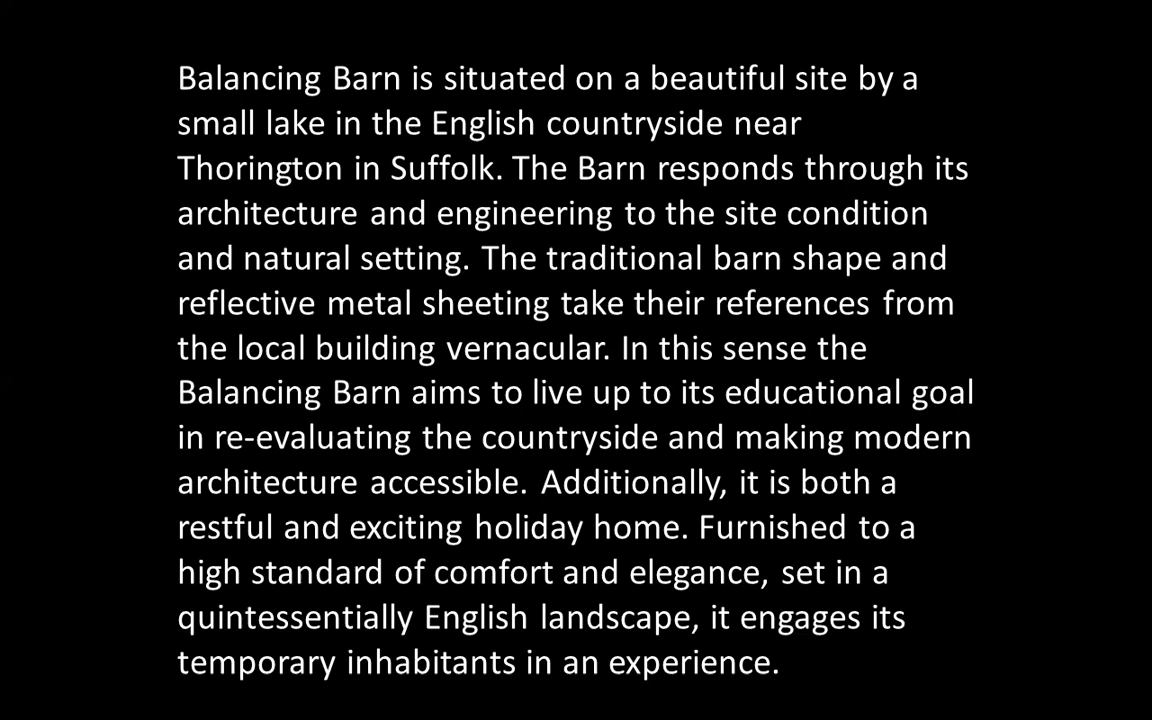 Balancing Barn is situated on a beautiful site by a
small lake in the English countryside near
Thorington in Suffolk. The Barn responds through its
architecture and engineering to the site condition
and natural setting. The traditional barn shape and
reflective metal sheeting take their references from
the local building vernacular. In this sense the
Balancing Barn aims to live up to its educational goal
in re-evaluating the countryside and making modern
architecture accessible. Additionally, it is both a
restful and exciting holiday home. Furnished to a
high standard of comfort and elegance, set in a
quintessentially English landscape, it engages its
temporary inhabitants in an experience.